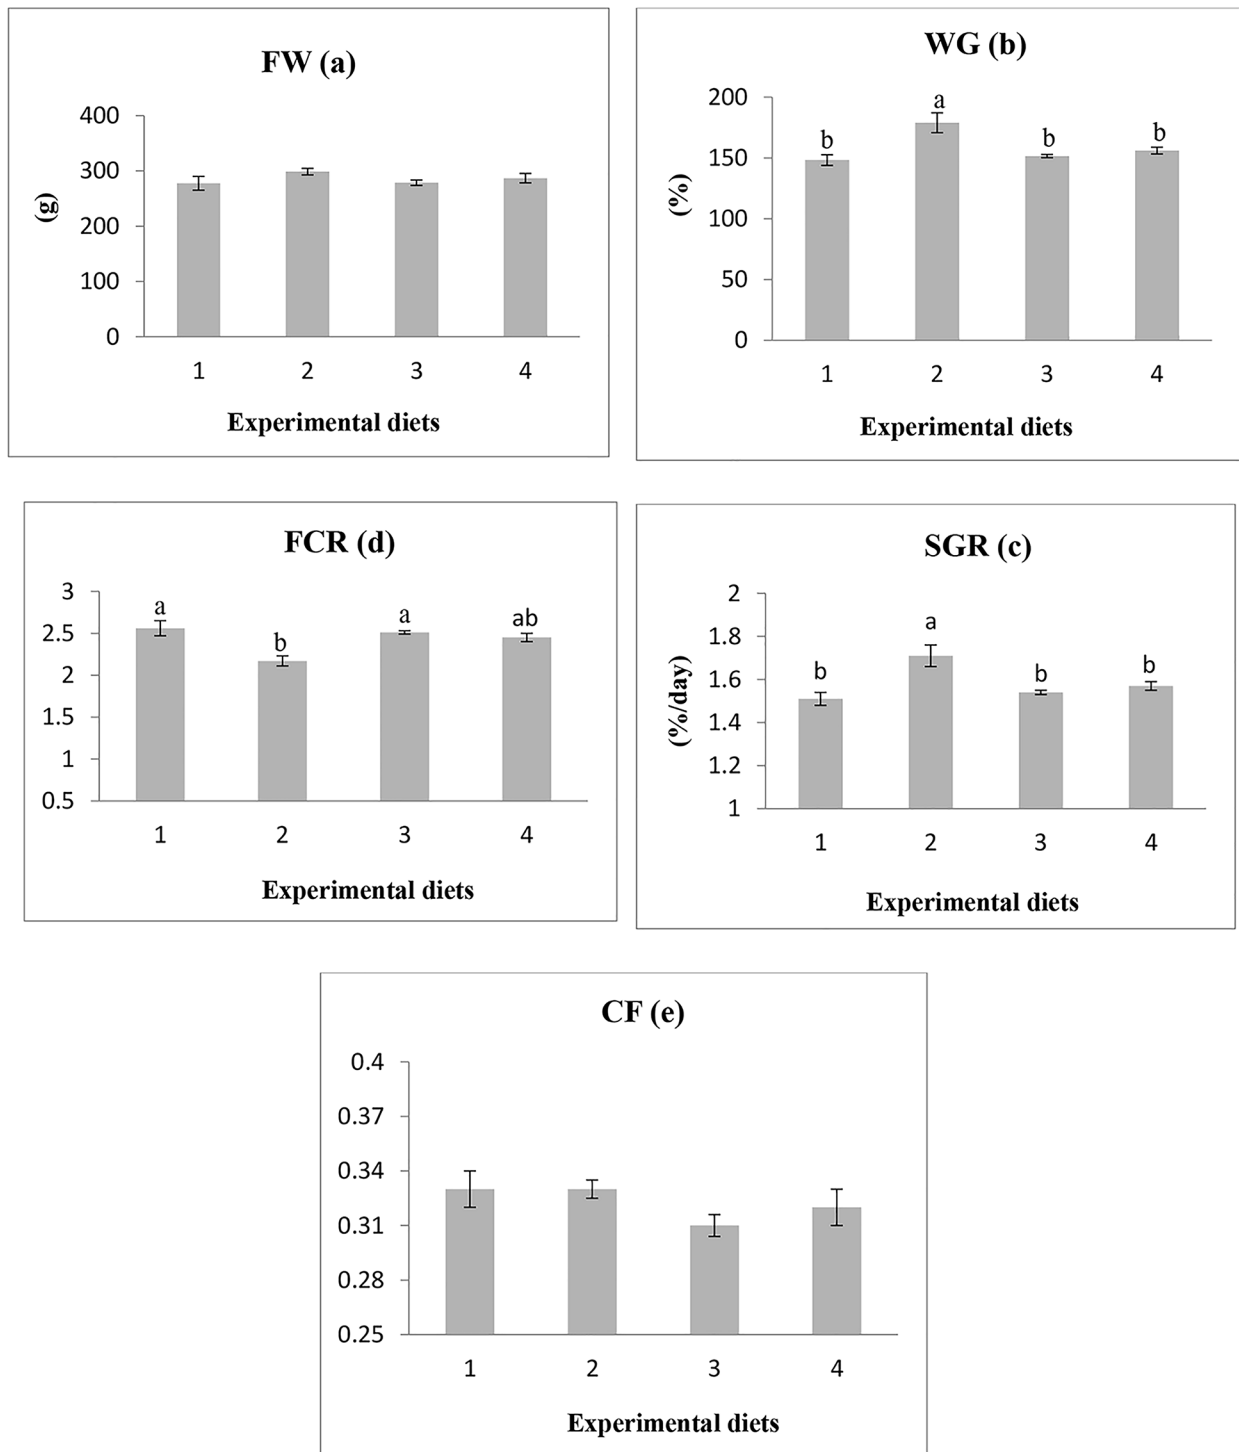 FW (a)
400
300
200
100
0
(g)
1 2 3 4
Experimental diets
WG (b)
200
150
100
50
0
(%)
b a b b
1 2 3 4
Experimental diets
FCR (d)
3
2.5
2
1.5
1
0.5
a b a ab
1 2 3 4
Experimental diets
SGR (c)
2
1.8
1.6
1.4
1.2
1
(%/day)
b a b b
1 2 3 4
Experimental diets
CF (e)
0.4
0.37
0.34
0.31
0.28
0.25
1 2 3 4
Experimental diets